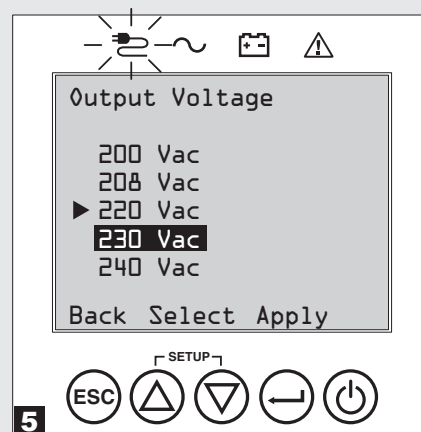 Output Voltage
200 Vac
208 Vac
220 Vac
230 Vac
240 Vac
Back Select Apply
SETUP
ESC
5